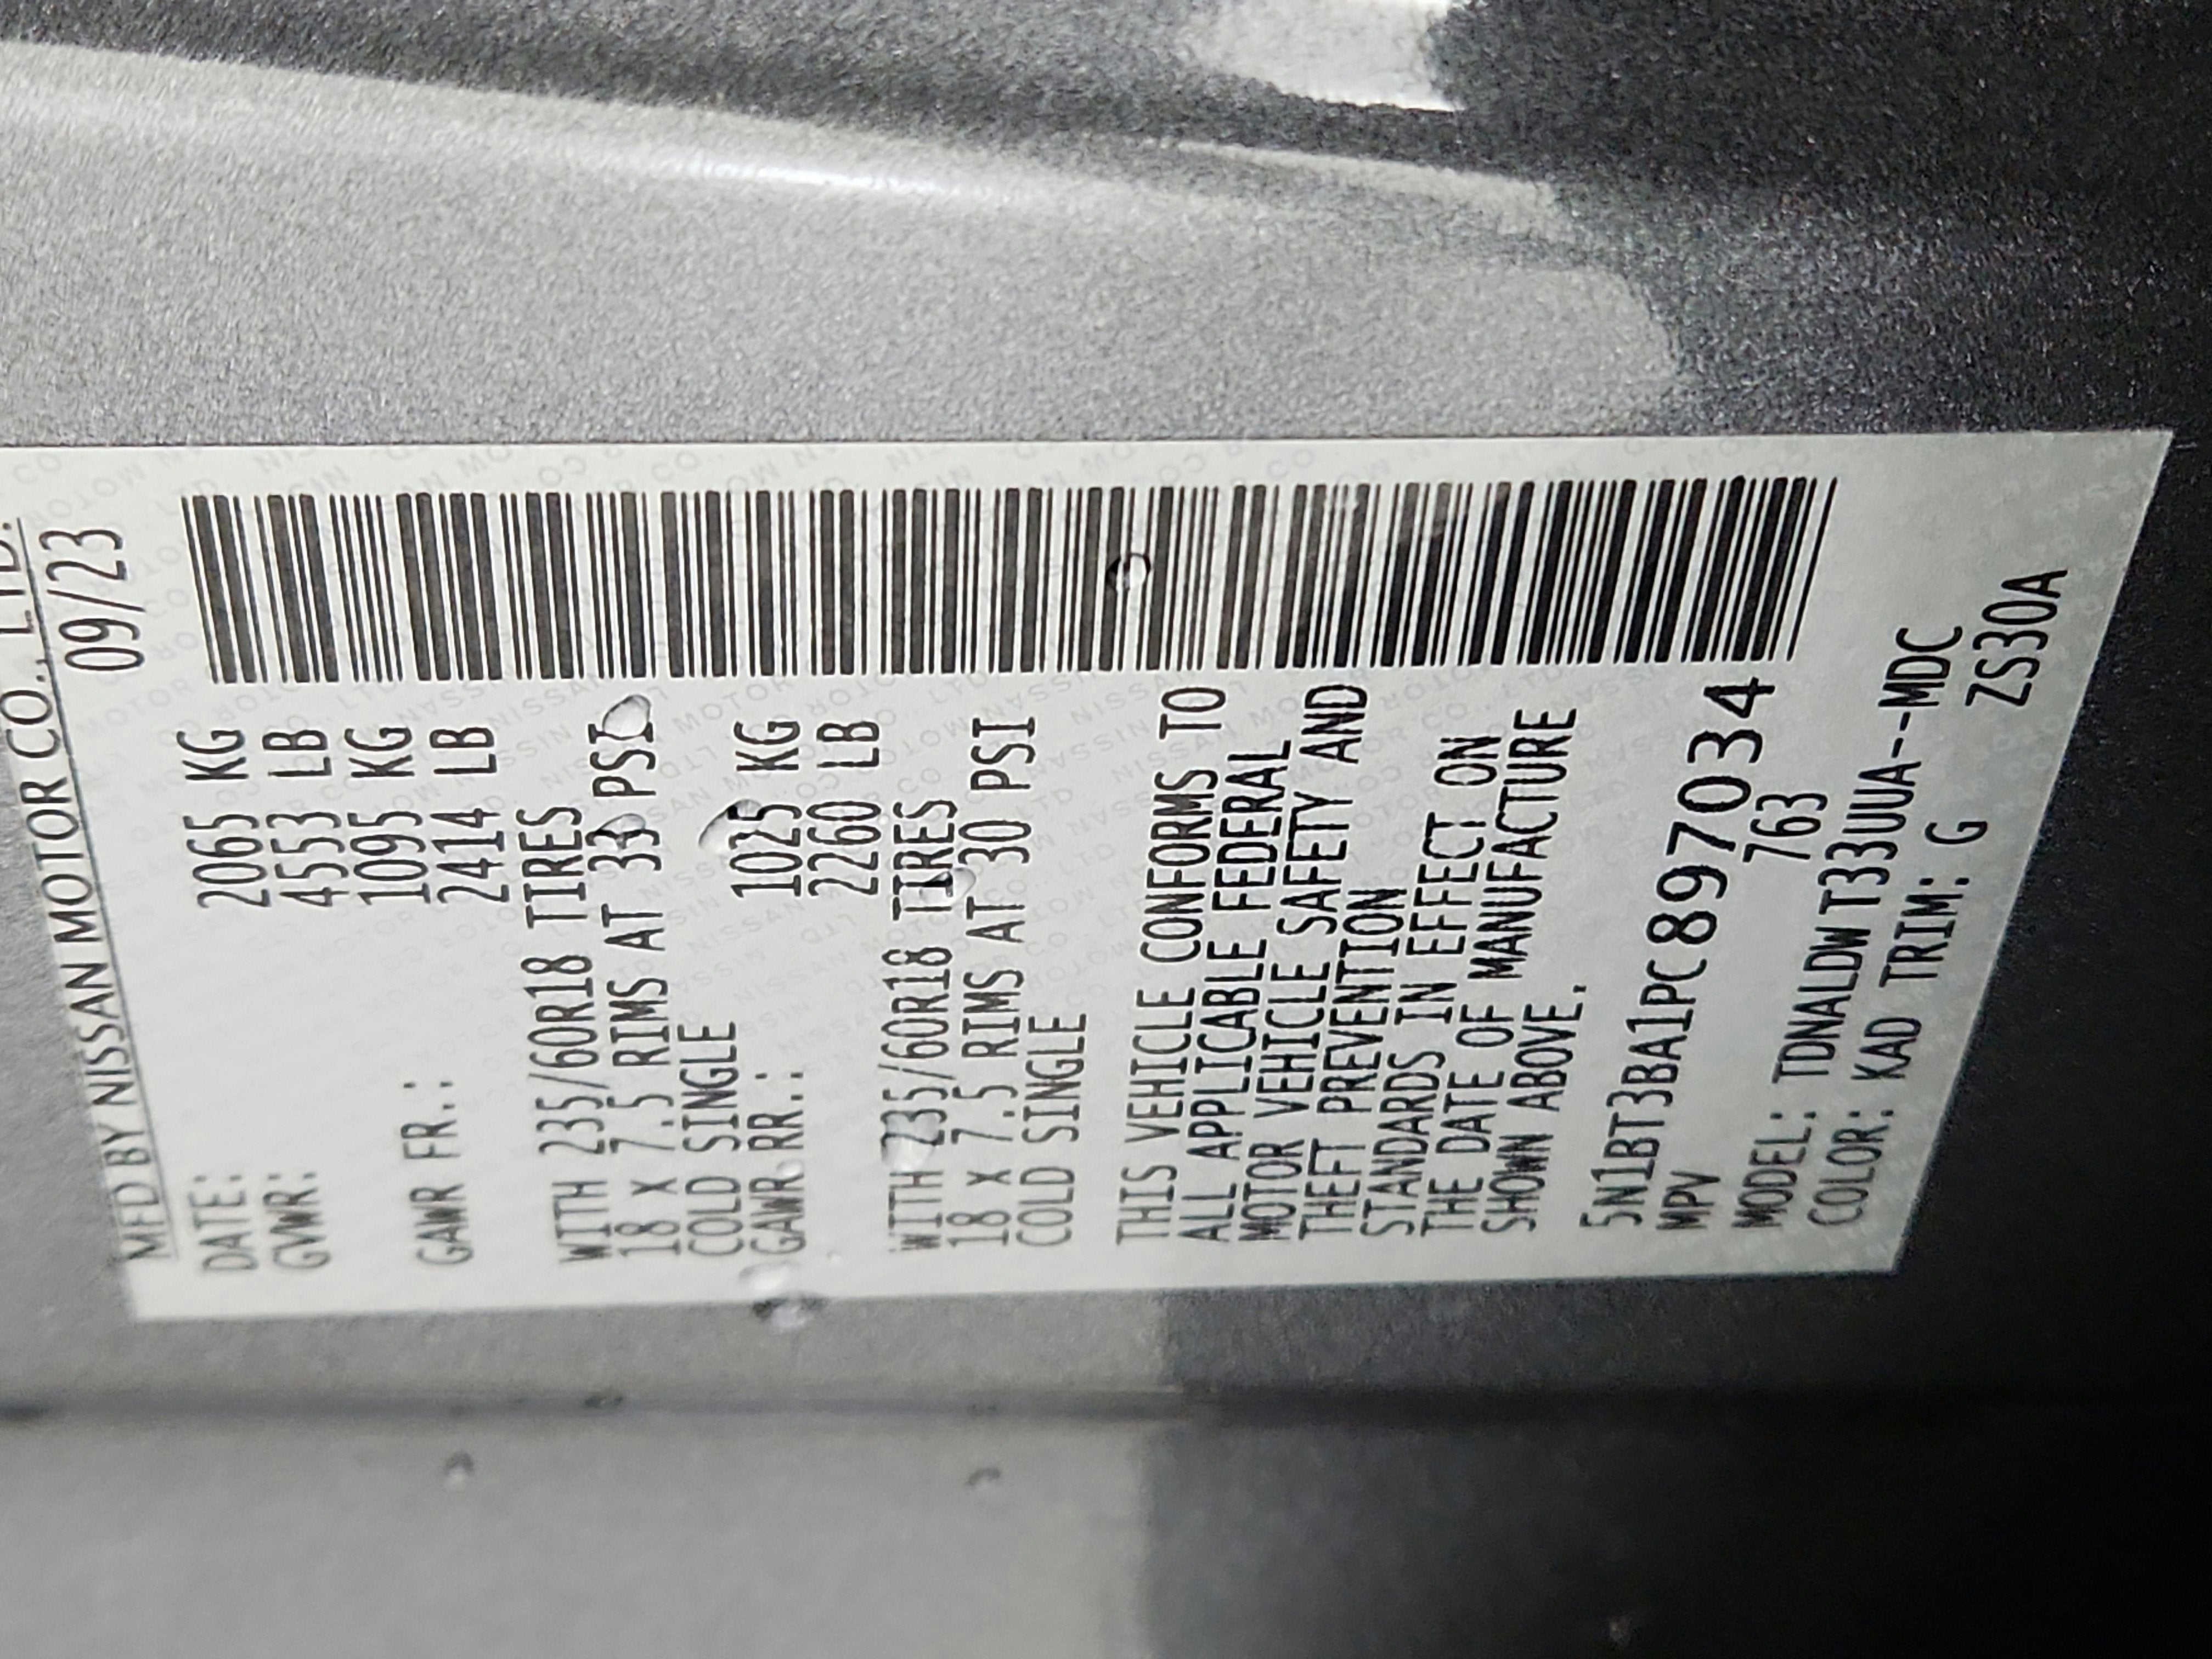 MFD BY NISSAN MOTOR CO., LTD.
DATE: 09/23
GVWR: 2065 KG
4553 LB
GAWR FR.: 1095 KG
2414 LB
WITH 235/60R18 TIRES
18 X 7.5 RIMS AT 33 PSI
COLD SINGLE
GAWR RR.: 1025 KG
2260 LB
WITH 235/60R18 TIRES
18 X 7.5 RIMS AT 30 PSI
COLD SINGLE
THIS VEHICLE CONFORMS TO
ALL APPLICABLE FEDERAL
MOTOR VEHICLE SAFETY AND
THEFT PREVENTION
STANDARDS IN EFFECT ON
THE DATE OF MANUFACTURE
SHOWN ABOVE.
5N1BT3BA1PC897034
MPV 763
MODEL: TDNALDWT33UUA--MDC
COLOR: KAD TRIM: G ZS30A